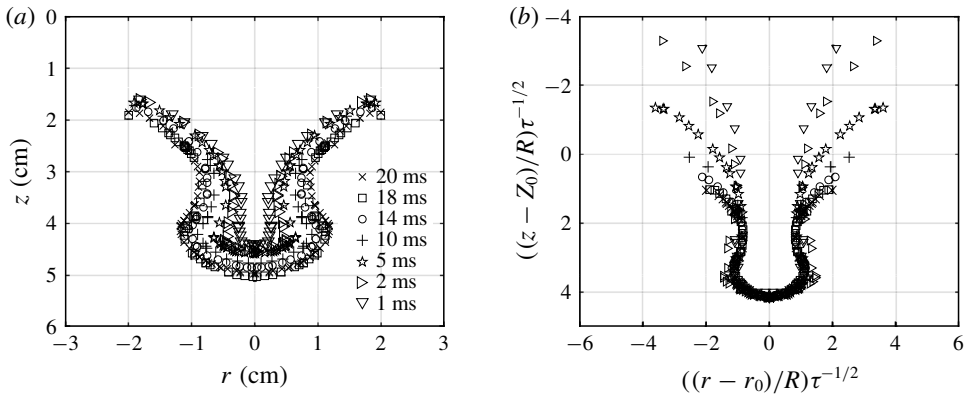 (a)
0
1
2
3
4
5
6
z (cm)
−3 −2 −1 0 1 2 3
r (cm)
20 ms
18 ms
14 ms
10 ms
5 ms
2 ms
1 ms
(b)
−4
−2
0
2
4
((z − Z₀)/R)τ⁻¹/²
−6 −4 −2 0 2 4 6
((r − r₀)/R)τ⁻¹/²